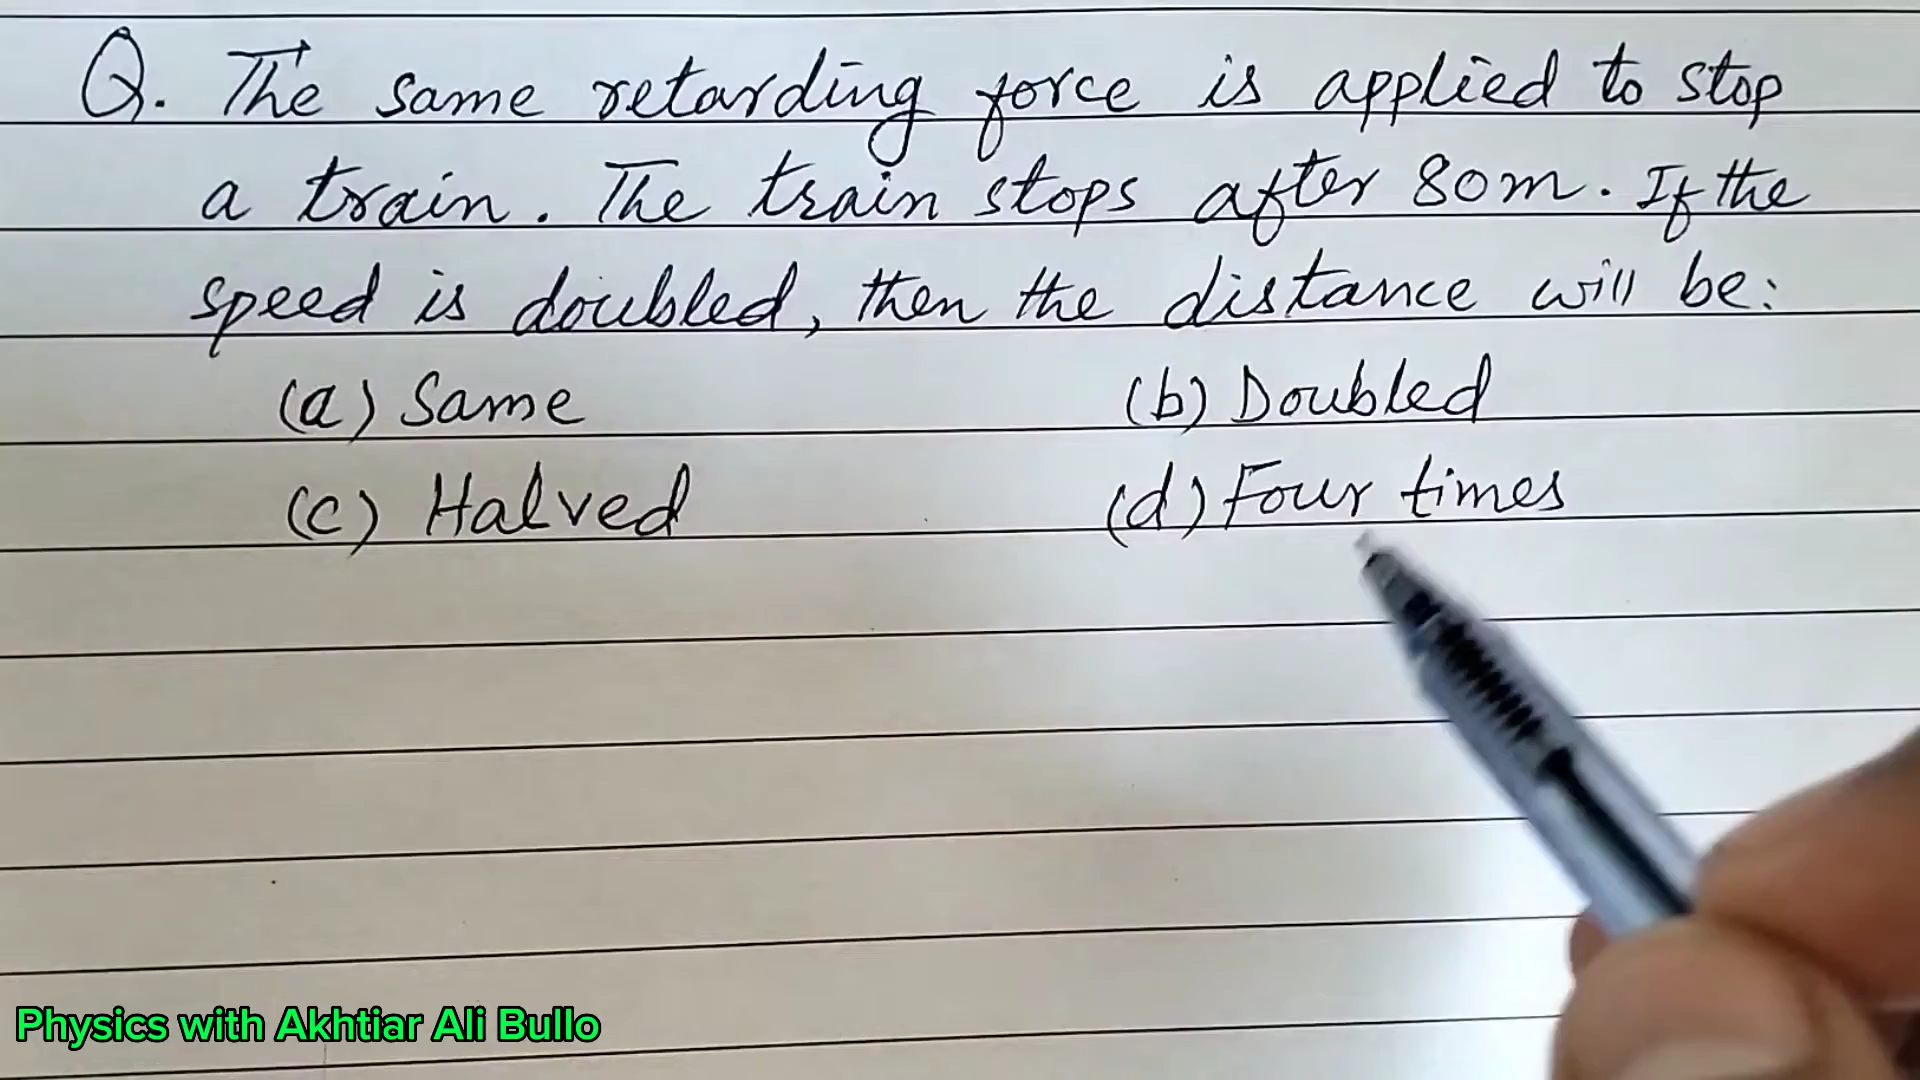 Q. The same retarding force is applied to stop
a train. The train stops after 80m. If the
speed is doubled, then the distance will be:
(a) Same (b) Doubled
(c) Halved (d) Four times
Physics with Akhtiar Ali Bullo